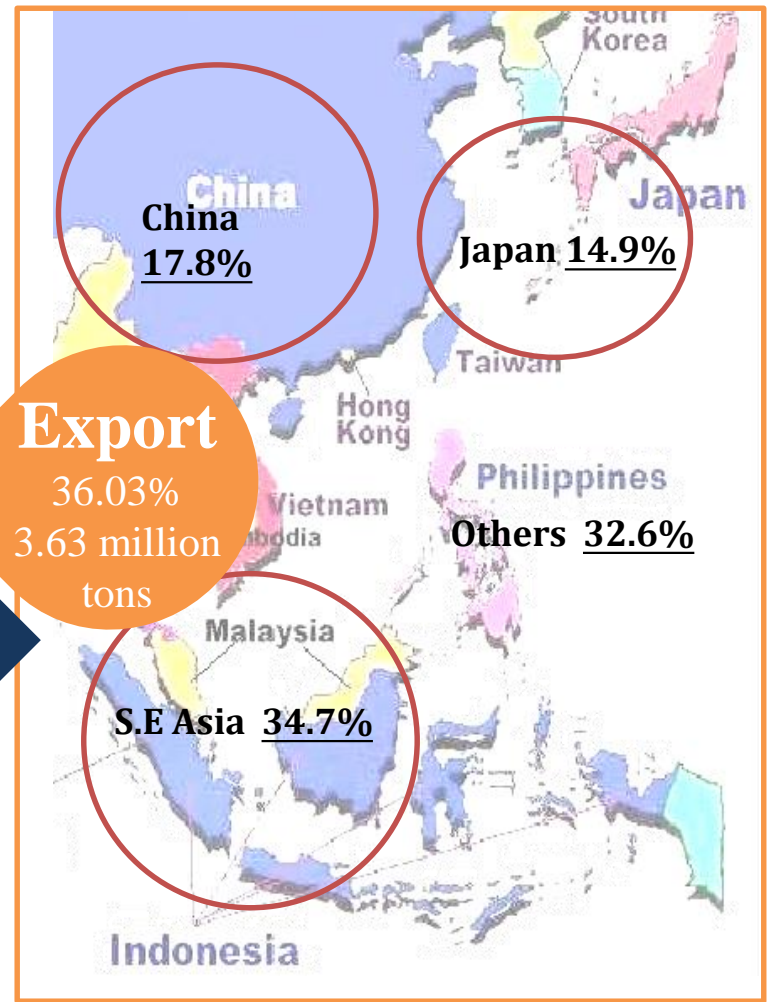 South
Korea
China
China
17.8%
Japan
Japan 14.9%
Taiwan
Hong
Kong
Export
36.03%
3.63 million
tons
Philippines
Vietnam
bodia
Others 32.6%
Malaysia
S.E Asia 34.7%
Indonesia